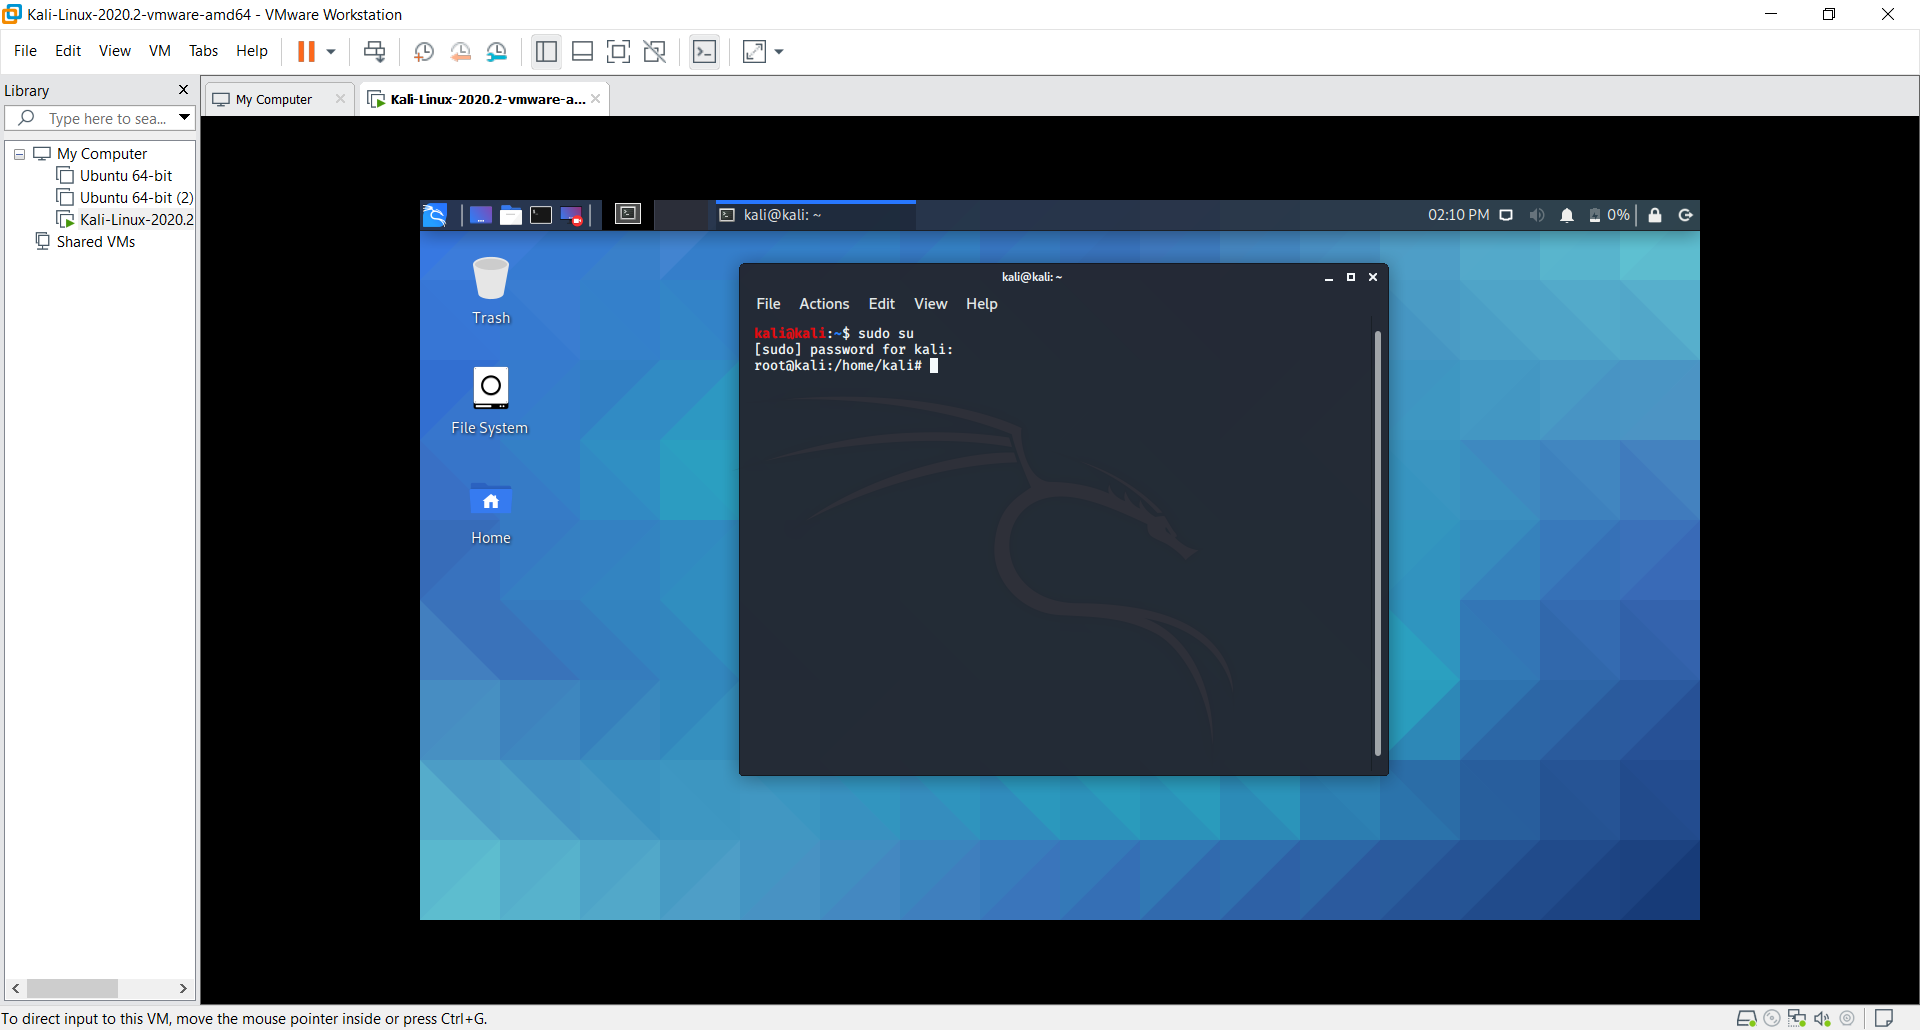 Kali-Linux-2020.2-vmware-amd64 - VMware Workstation
File Edit View VM Tabs Help
Library
Type here to sea...
My Computer
Ubuntu 64-bit
Ubuntu 64-bit (2)
Kali-Linux-2020.2
Shared VMs
My Computer
Kali-Linux-2020.2-vmware-a...
kali@kali: ~
02:10 PM
0%
Trash
File System
Home
kali@kali: ~
File Actions Edit View Help
kali@kali:~$ sudo su
[sudo] password for kali:
root@kali:/home/kali#
To direct input to this VM, move the mouse pointer inside or press Ctrl+G.